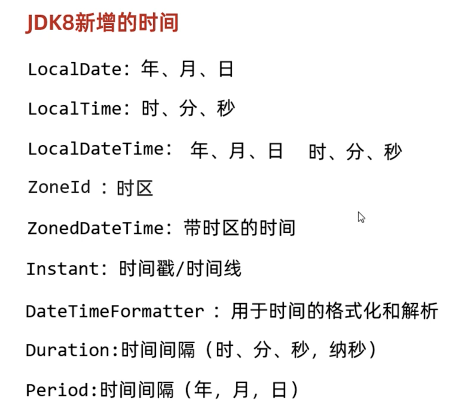 JDK8新增的时间
LocalDate：年、月、日
LocalTime：时、分、秒
LocalDateTime： 年、月、日 时、分、秒
ZoneId ：时区
ZonedDateTime：带时区的时间
Instant：时间戳/时间线
DateTimeFormatter ：用于时间的格式化和解析
Duration:时间间隔（时、分、秒，纳秒）
Period:时间间隔（年，月，日）